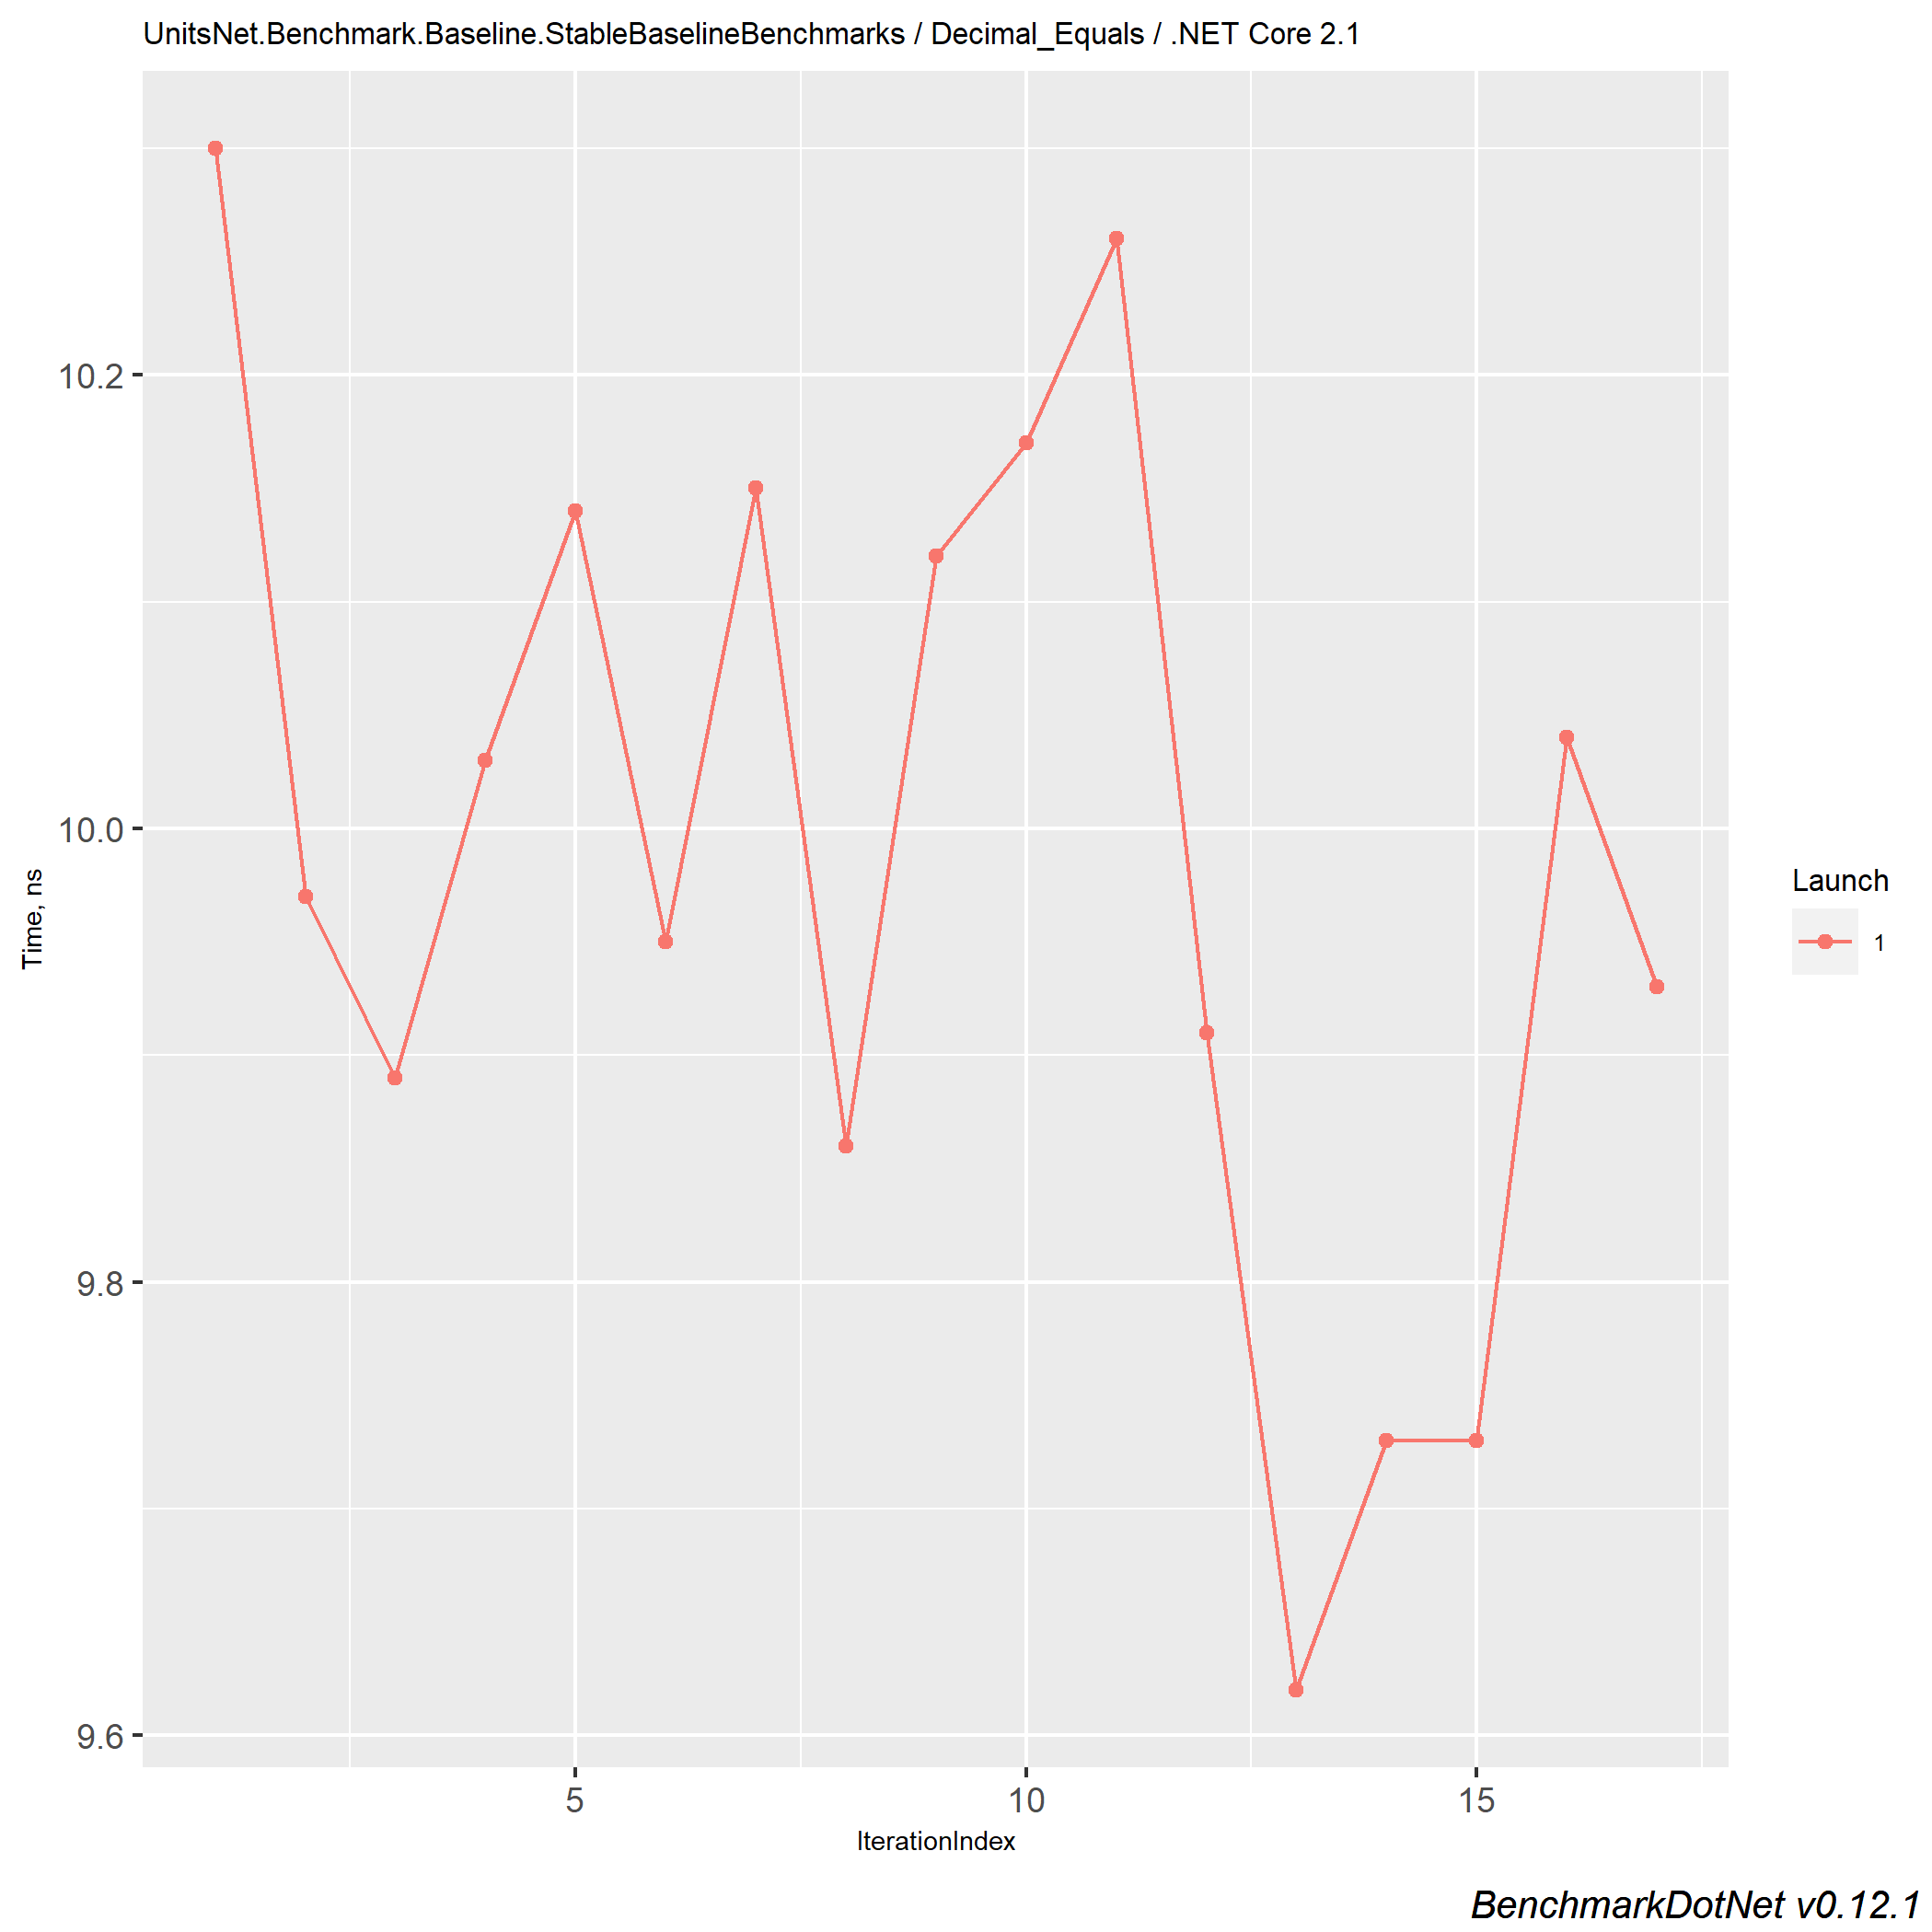 UnitsNet.Benchmark.Baseline.StableBaselineBenchmarks / Decimal_Equals / .NET Core 2.1
10.2
10.0
9.8
9.6
Time, ns
5
10
15
IterationIndex
Launch
1
BenchmarkDotNet v0.12.1